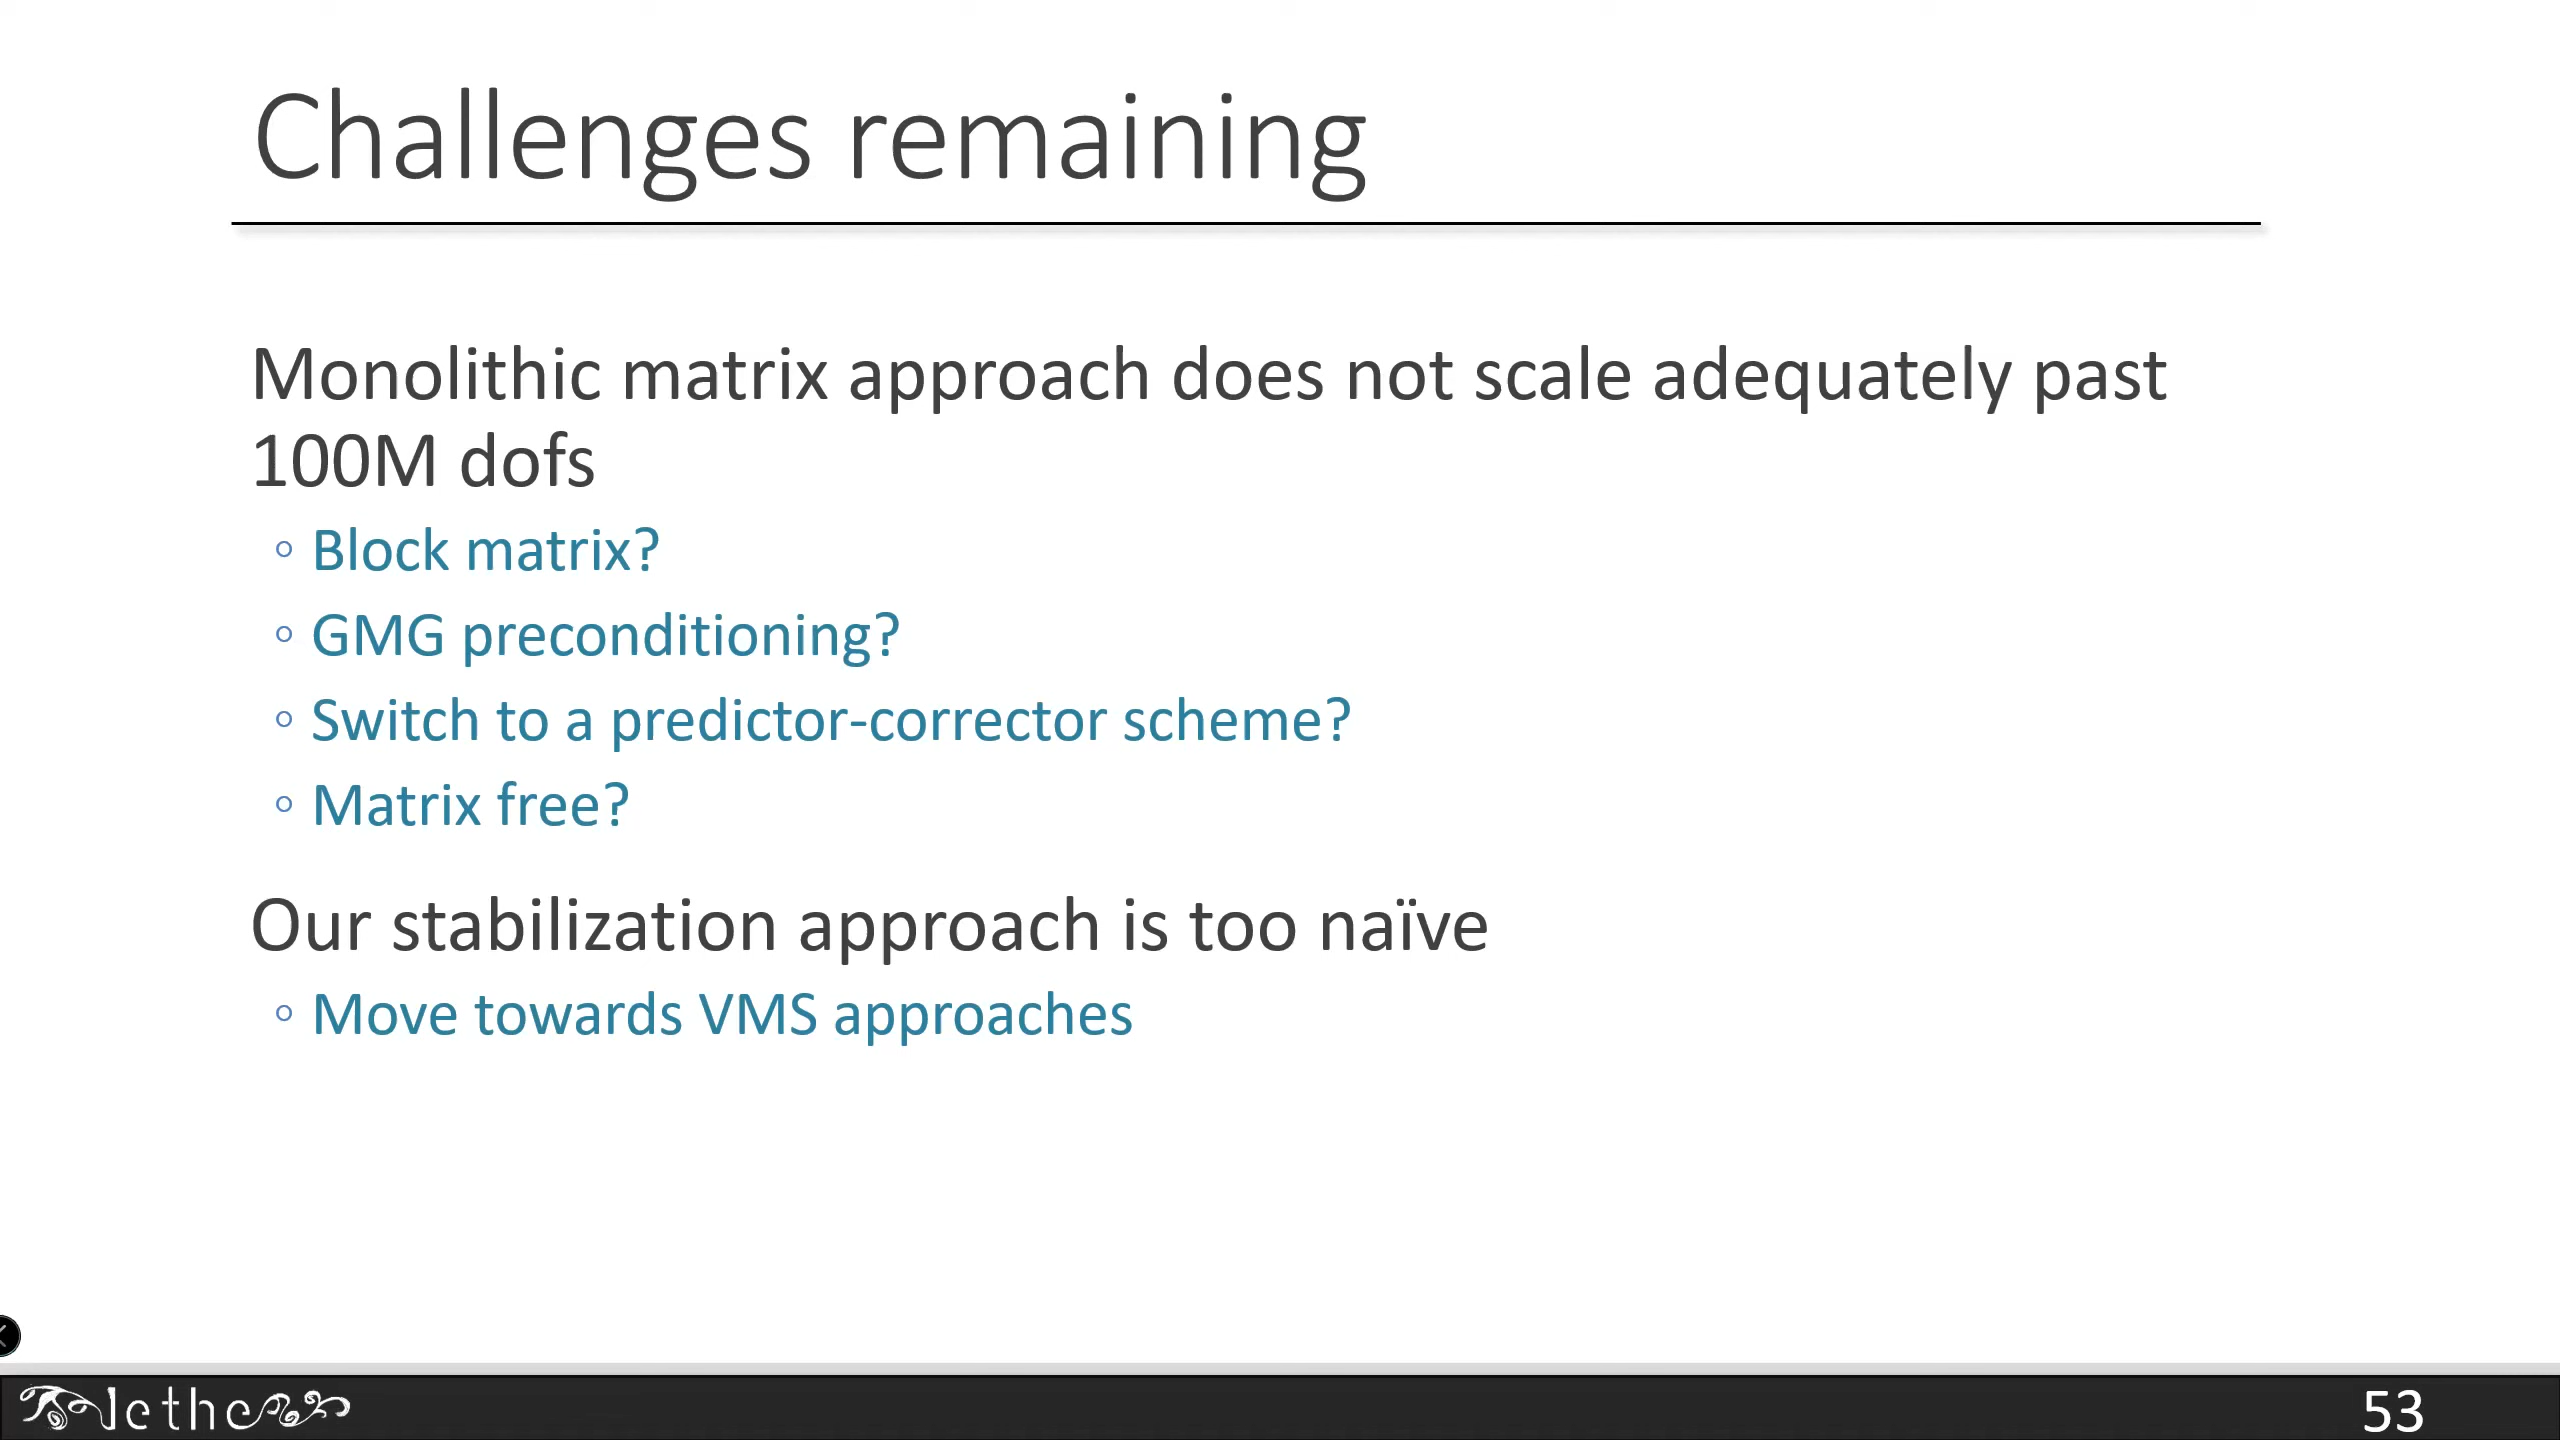 Challenges remaining
Monolithic matrix approach does not scale adequately past
100M dofs
◦ Block matrix?
◦ GMG preconditioning?
◦ Switch to a predictor-corrector scheme?
◦ Matrix free?
Our stabilization approach is too naïve
◦ Move towards VMS approaches
lethe
53